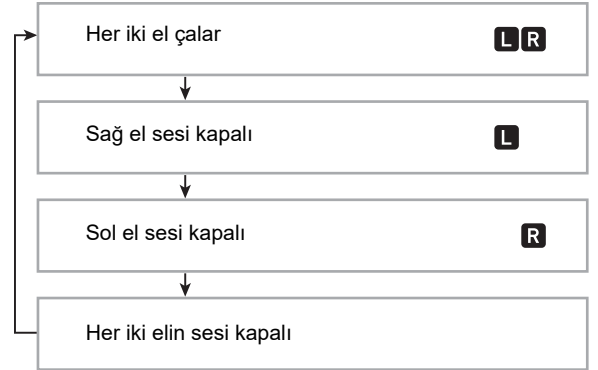 Her iki el çalar L R
Sağ el sesi kapalı L
Sol el sesi kapalı R
Her iki elin sesi kapalı